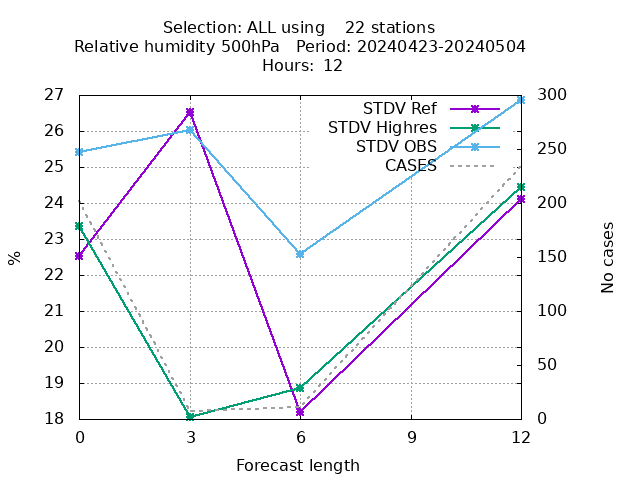 Selection: ALL using    22 stations
Relative humidity 500hPa   Period: 20240423-20240504
Hours: 12
27
26
25
24
23
22
21
20
19
18
%
STDV Ref
STDV Highres
STDV OBS
CASES
300
250
200
150
100
50
0
No cases
0 3 6 9 12
Forecast length